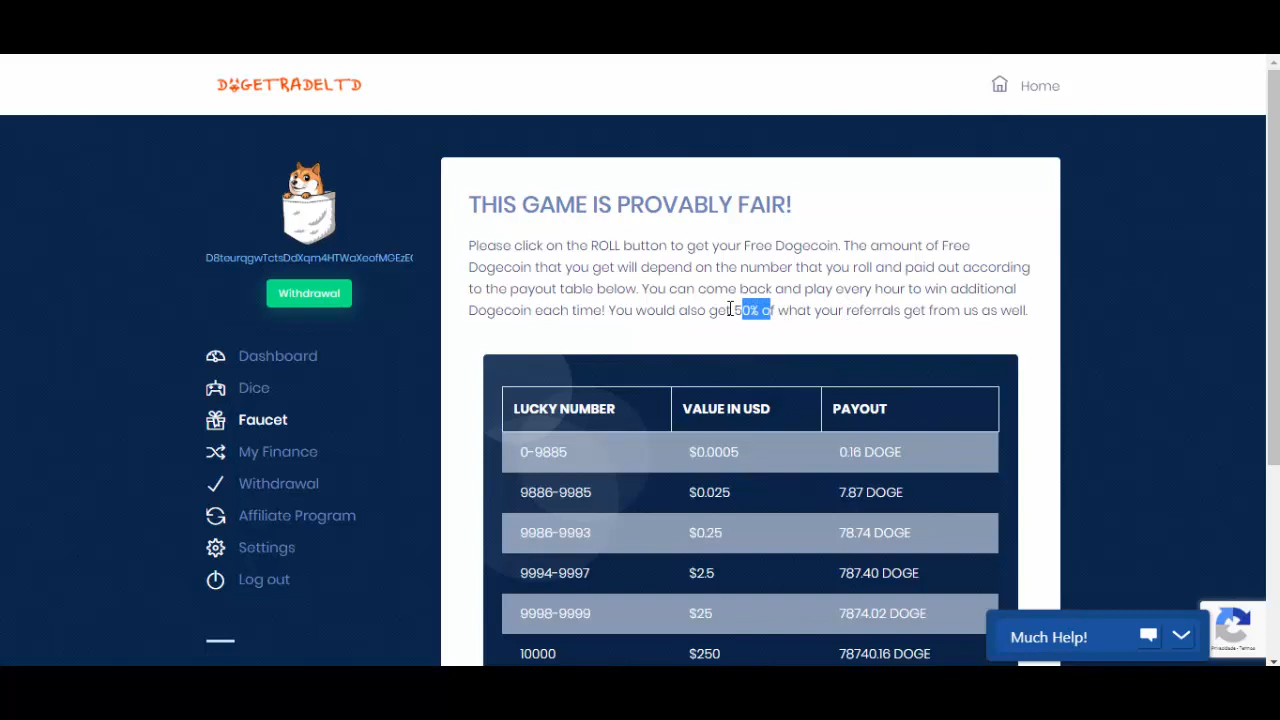 DOGETRADELTD
Home
D8teurqgwTctsDdXqm4HTWaXeofMGEzE
Withdrawal
Dashboard
Dice
Faucet
My Finance
Withdrawal
Affiliate Program
Settings
Log out
THIS GAME IS PROVABLY FAIR!
Please click on the ROLL button to get your Free Dogecoin. The amount of Free
Dogecoin that you get will depend on the number that you roll and paid out according
to the payout table below. You can come back and play every hour to win additional
Dogecoin each time! You would also get 50% of what your referrals get from us as well.
LUCKY NUMBER VALUE IN USD PAYOUT
0-9885 $0.0005 0.16 DOGE
9886-9985 $0.025 7.87 DOGE
9986-9993 $0.25 78.74 DOGE
9994-9997 $2.5 787.40 DOGE
9998-9999 $25 7874.02 DOGE
10000 $250 78740.16 DOGE
Much Help!
Privacidade - Termos